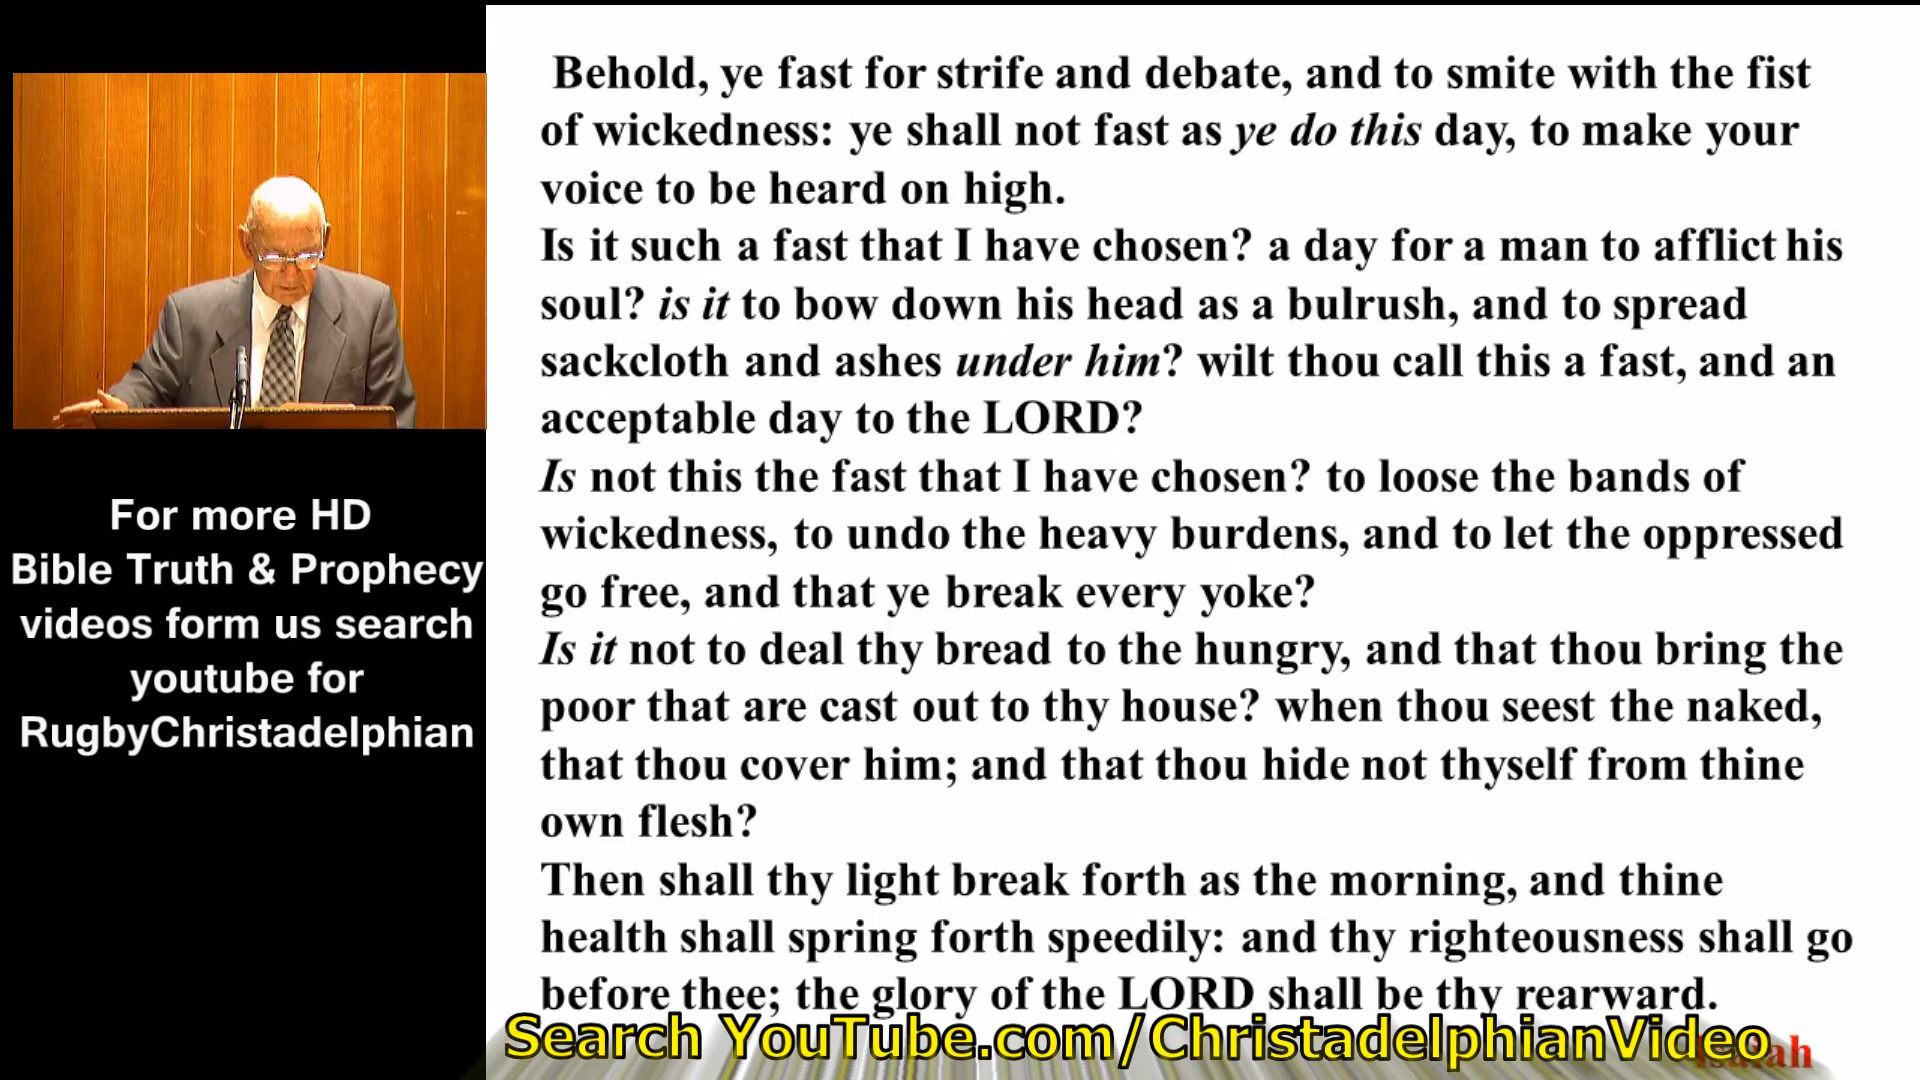 Behold, ye fast for strife and debate, and to smite with the fist
of wickedness: ye shall not fast as ye do this day, to make your
voice to be heard on high.
Is it such a fast that I have chosen? a day for a man to afflict his
soul? is it to bow down his head as a bulrush, and to spread
sackcloth and ashes under him? wilt thou call this a fast, and an
acceptable day to the LORD?
Is not this the fast that I have chosen? to loose the bands of
wickedness, to undo the heavy burdens, and to let the oppressed
go free, and that ye break every yoke?
Is it not to deal thy bread to the hungry, and that thou bring the
poor that are cast out to thy house? when thou seest the naked,
that thou cover him; and that thou hide not thyself from thine
own flesh?
Then shall thy light break forth as the morning, and thine
health shall spring forth speedily: and thy righteousness shall go
before thee; the glory of the LORD shall be thy rearward.
Isaiah
For more HD
Bible Truth & Prophecy
videos form us search
youtube for
RugbyChristadelphian
Search YouTube.com/ChristadelphianVideo